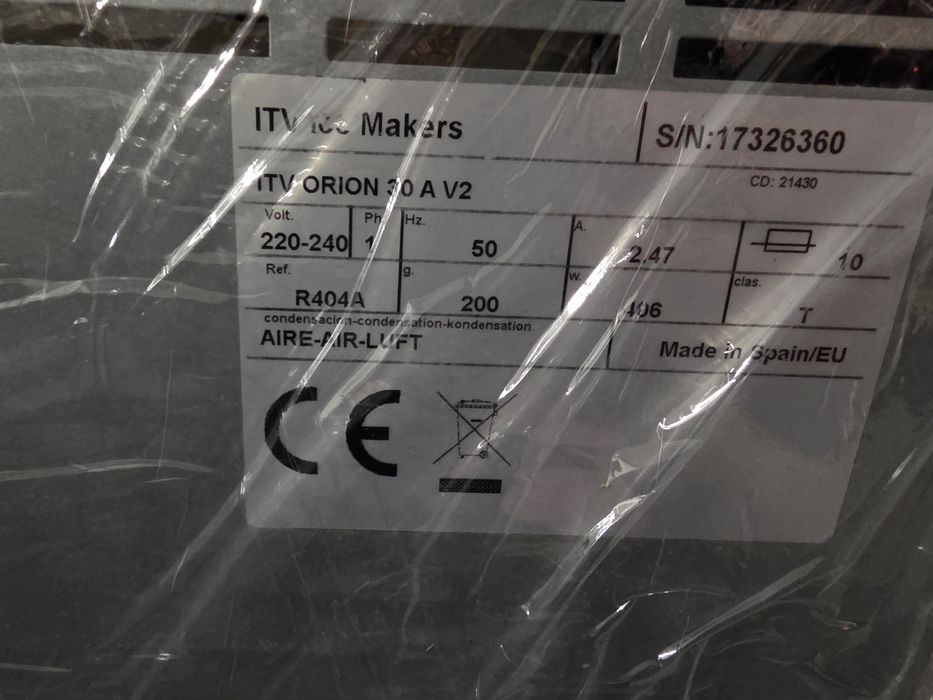 ITV Ice Makers
S/N:17326360
ITV ORION 30 A V2
CD: 21430
Volt. Ph. Hz. A.
220-240 1 50 2.47 10
Ref. g. w. clas.
R404A 200 406 T
condensacion-condensation-kondensation
AIRE-AIR-LUFT
Made in Spain/EU
CE